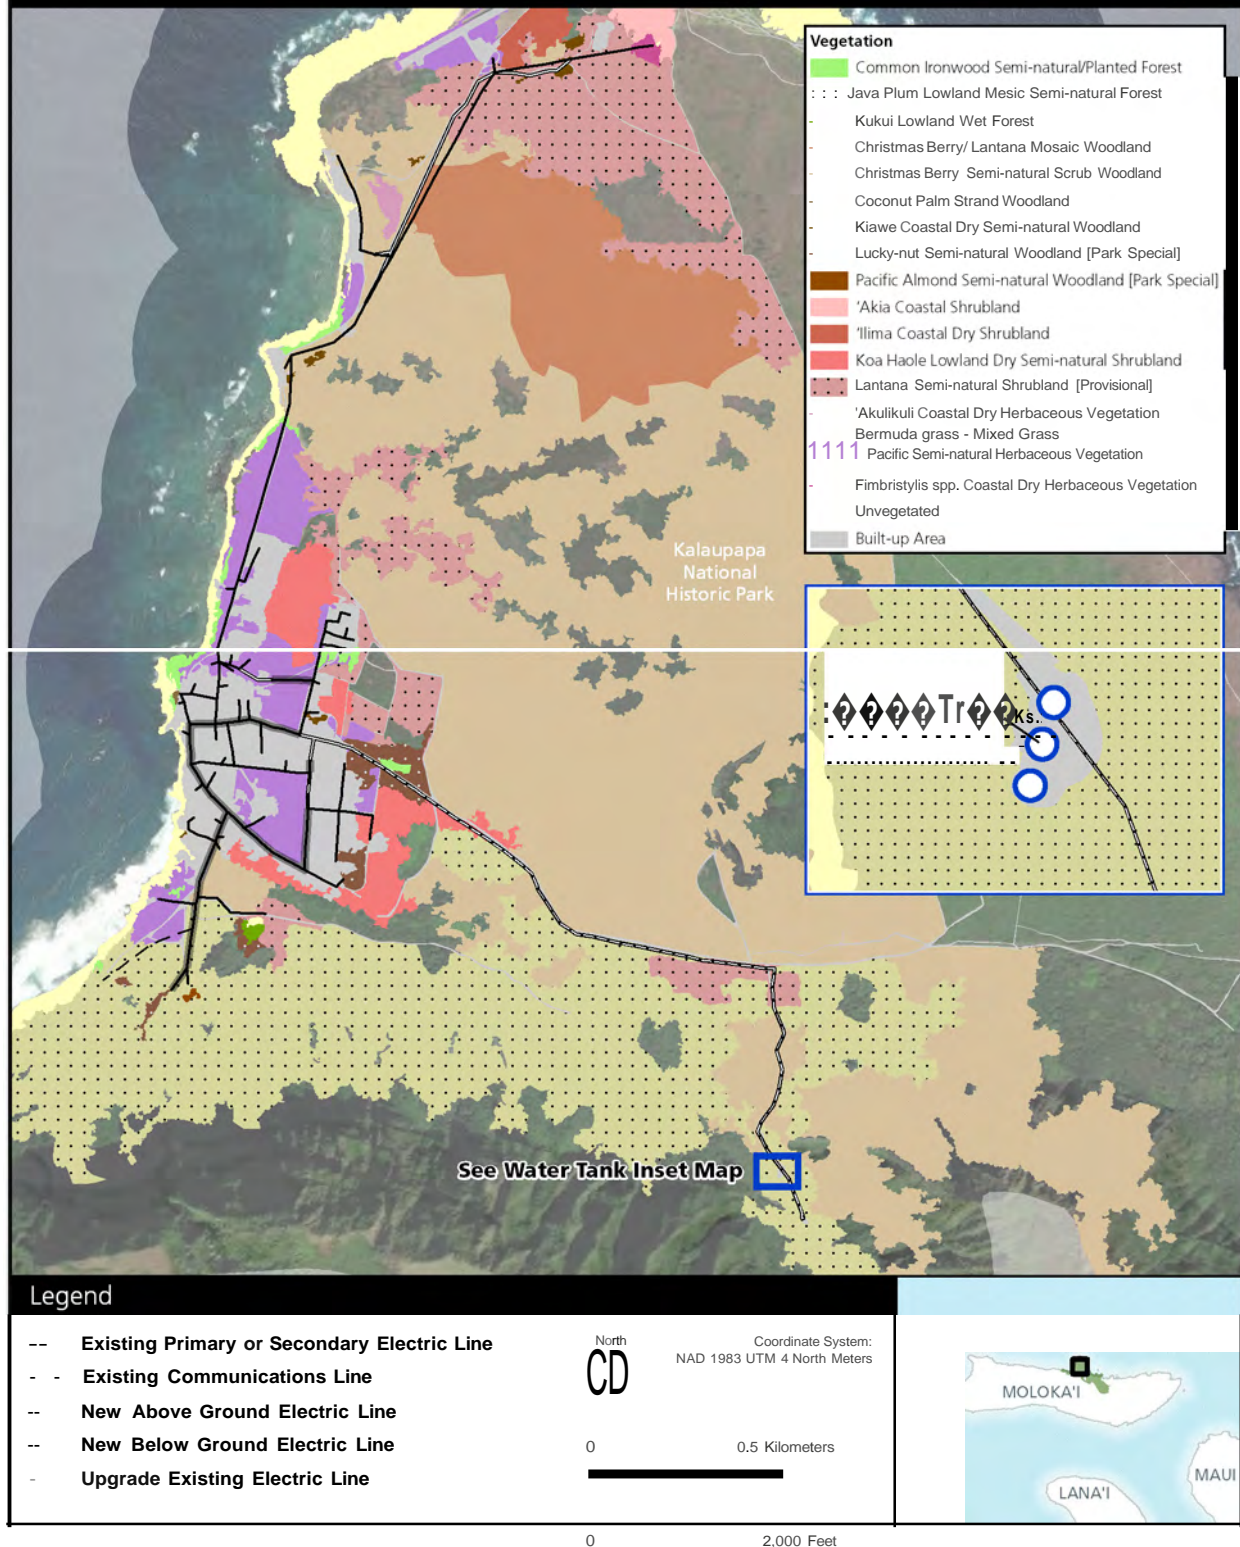 Vegetation
Common Ironwood Semi-natural/Planted Forest
Java Plum Lowland Mesic Semi-natural Forest
Kukui Lowland Wet Forest
Christmas Berry/ Lantana Mosaic Woodland
Christmas Berry Semi-natural Scrub Woodland
Coconut Palm Strand Woodland
Kiawe Coastal Dry Semi-natural Woodland
Lucky-nut Semi-natural Woodland [Park Special]
Pacific Almond Semi-natural Woodland [Park Special]
'Akia Coastal Shrubland
'Ilima Coastal Dry Shrubland
Koa Haole Lowland Dry Semi-natural Shrubland
Lantana Semi-natural Shrubland [Provisional]
'Akulikuli Coastal Dry Herbaceous Vegetation
Bermuda grass - Mixed Grass
1111 Pacific Semi-natural Herbaceous Vegetation
Fimbristylis spp. Coastal Dry Herbaceous Vegetation
Unvegetated
Built-up Area
Kalaupapa
National
Historic Park
See Water Tank Inset Map
Legend
-- Existing Primary or Secondary Electric Line
- - Existing Communications Line
-- New Above Ground Electric Line
-- New Below Ground Electric Line
- Upgrade Existing Electric Line
North
CD
Coordinate System:
NAD 1983 UTM 4 North Meters
0 0.5 Kilometers
0 2,000 Feet
MOLOKA'I
MAUI
LANA'I